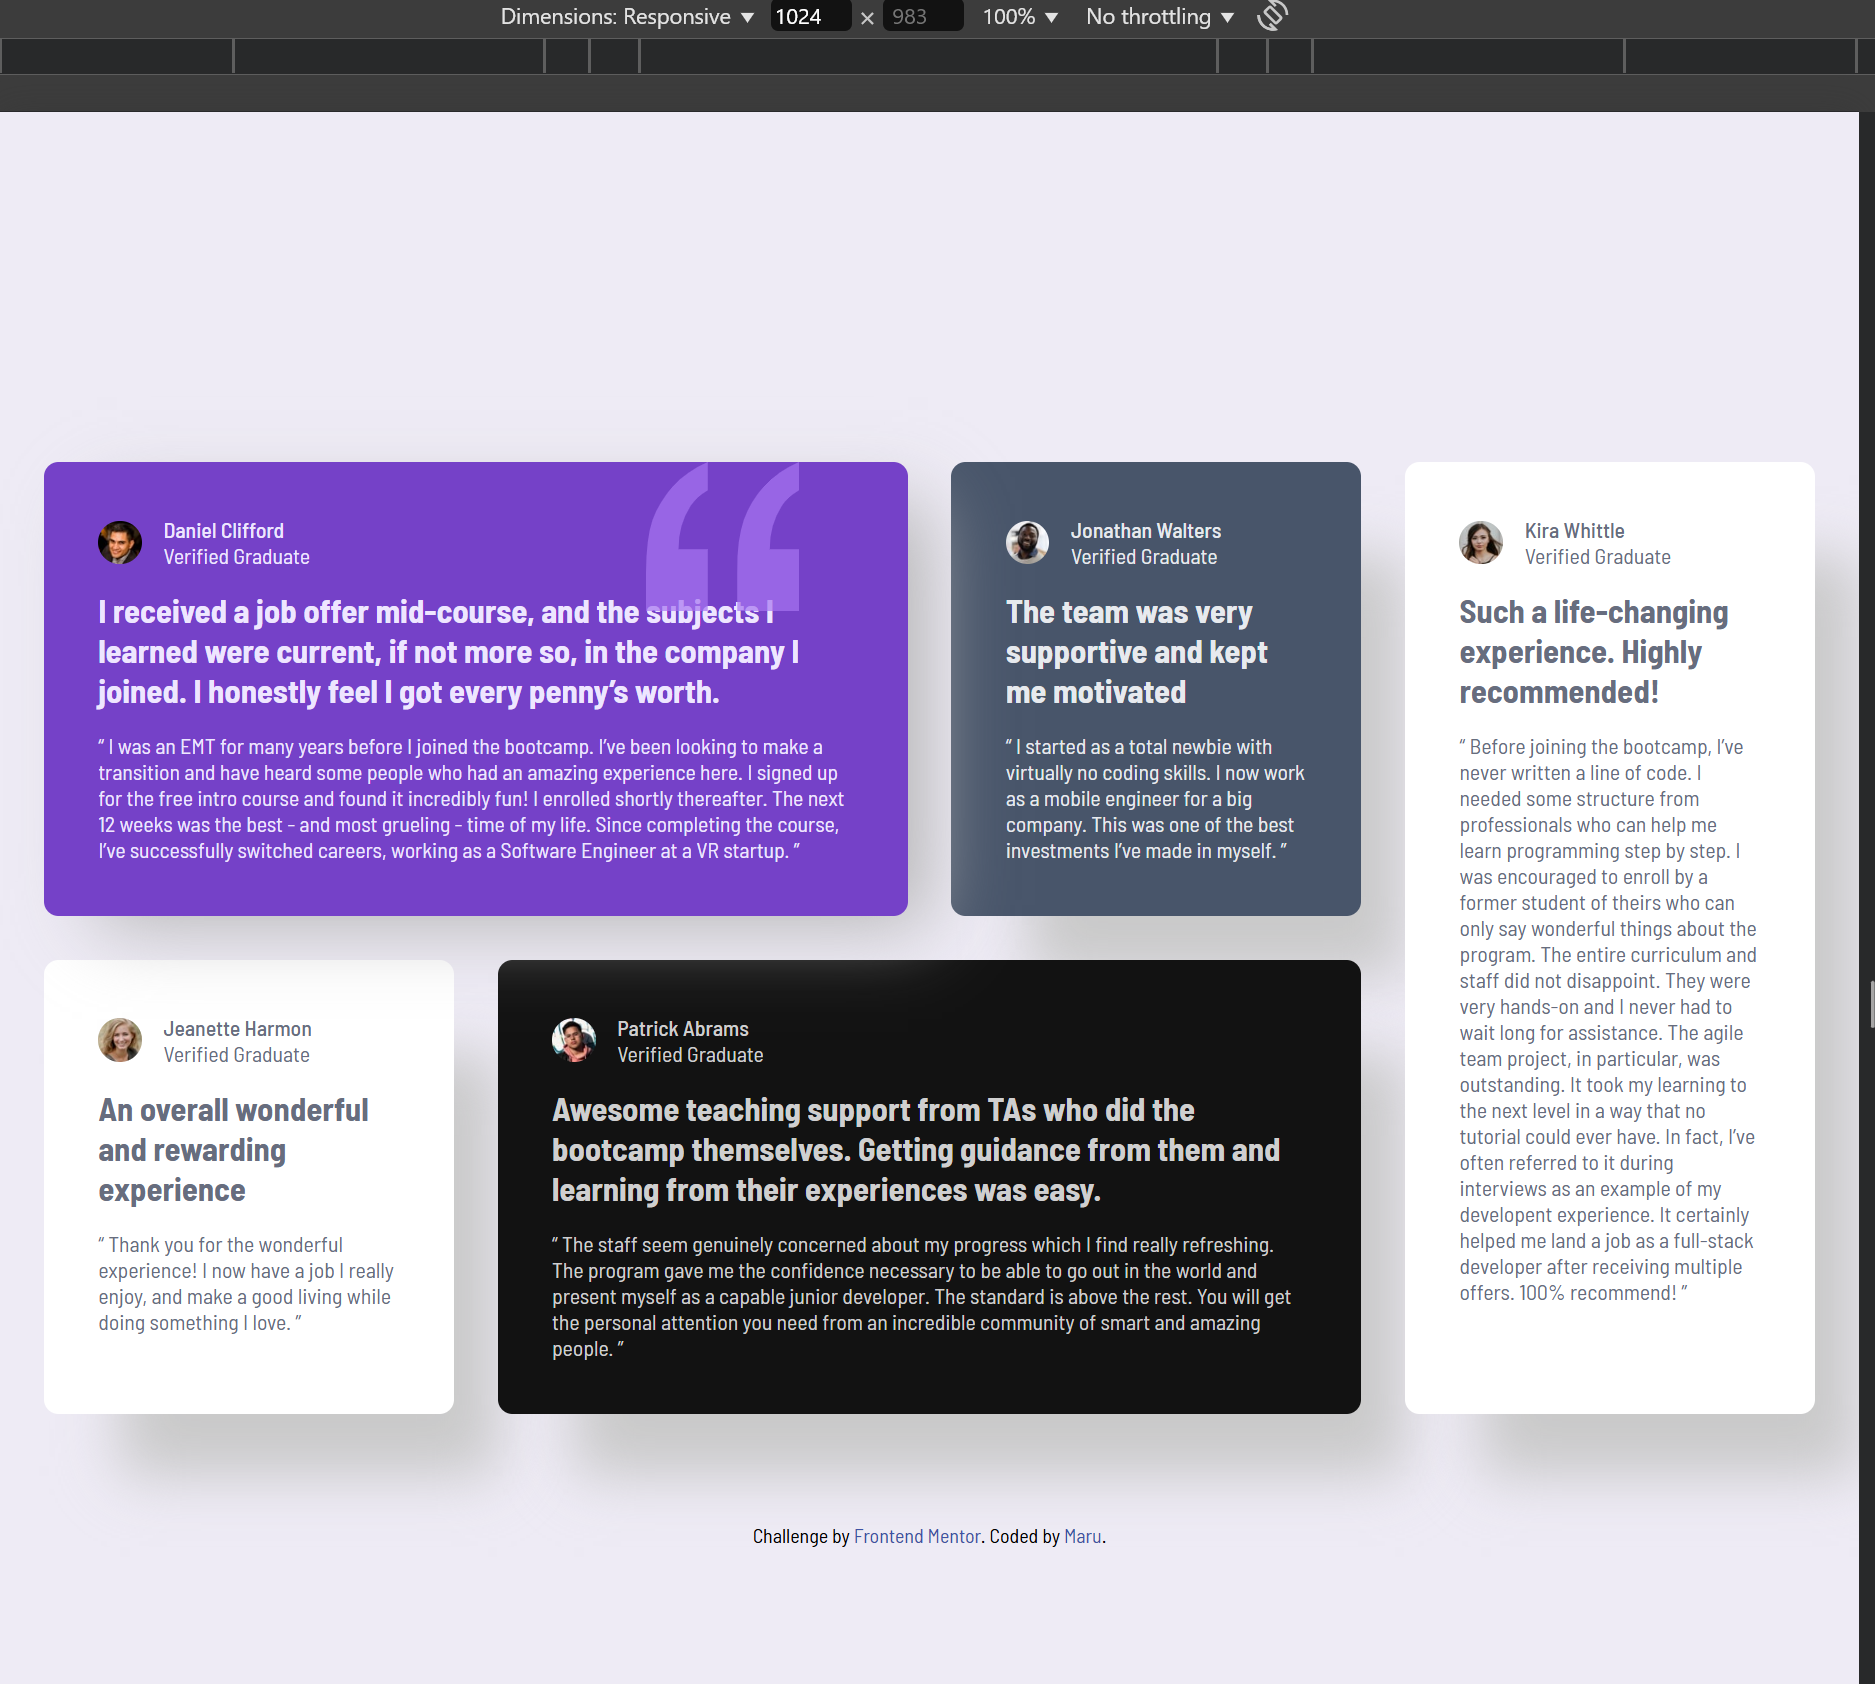 Dimensions: Responsive ▼ 1024 × 983 100% ▼ No throttling ▼
Daniel Clifford
Verified Graduate
I received a job offer mid-course, and the subjects I
learned were current, if not more so, in the company I
joined. I honestly feel I got every penny’s worth.
“ I was an EMT for many years before I joined the bootcamp. I’ve been looking to make a
transition and have heard some people who had an amazing experience here. I signed up
for the free intro course and found it incredibly fun! I enrolled shortly thereafter. The next
12 weeks was the best - and most grueling - time of my life. Since completing the course,
I’ve successfully switched careers, working as a Software Engineer at a VR startup. ”
Jonathan Walters
Verified Graduate
The team was very
supportive and kept
me motivated
“ I started as a total newbie with
virtually no coding skills. I now work
as a mobile engineer for a big
company. This was one of the best
investments I’ve made in myself. ”
Kira Whittle
Verified Graduate
Such a life-changing
experience. Highly
recommended!
“ Before joining the bootcamp, I’ve
never written a line of code. I
needed some structure from
professionals who can help me
learn programming step by step. I
was encouraged to enroll by a
former student of theirs who can
only say wonderful things about the
program. The entire curriculum and
staff did not disappoint. They were
very hands-on and I never had to
wait long for assistance. The agile
team project, in particular, was
outstanding. It took my learning to
the next level in a way that no
tutorial could ever have. In fact, I’ve
often referred to it during
interviews as an example of my
developent experience. It certainly
helped me land a job as a full-stack
developer after receiving multiple
offers. 100% recommend! ”
Jeanette Harmon
Verified Graduate
An overall wonderful
and rewarding
experience
“ Thank you for the wonderful
experience! I now have a job I really
enjoy, and make a good living while
doing something I love. ”
Patrick Abrams
Verified Graduate
Awesome teaching support from TAs who did the
bootcamp themselves. Getting guidance from them and
learning from their experiences was easy.
“ The staff seem genuinely concerned about my progress which I find really refreshing.
The program gave me the confidence necessary to be able to go out in the world and
present myself as a capable junior developer. The standard is above the rest. You will get
the personal attention you need from an incredible community of smart and amazing
people. ”
Challenge by Frontend Mentor. Coded by Maru.